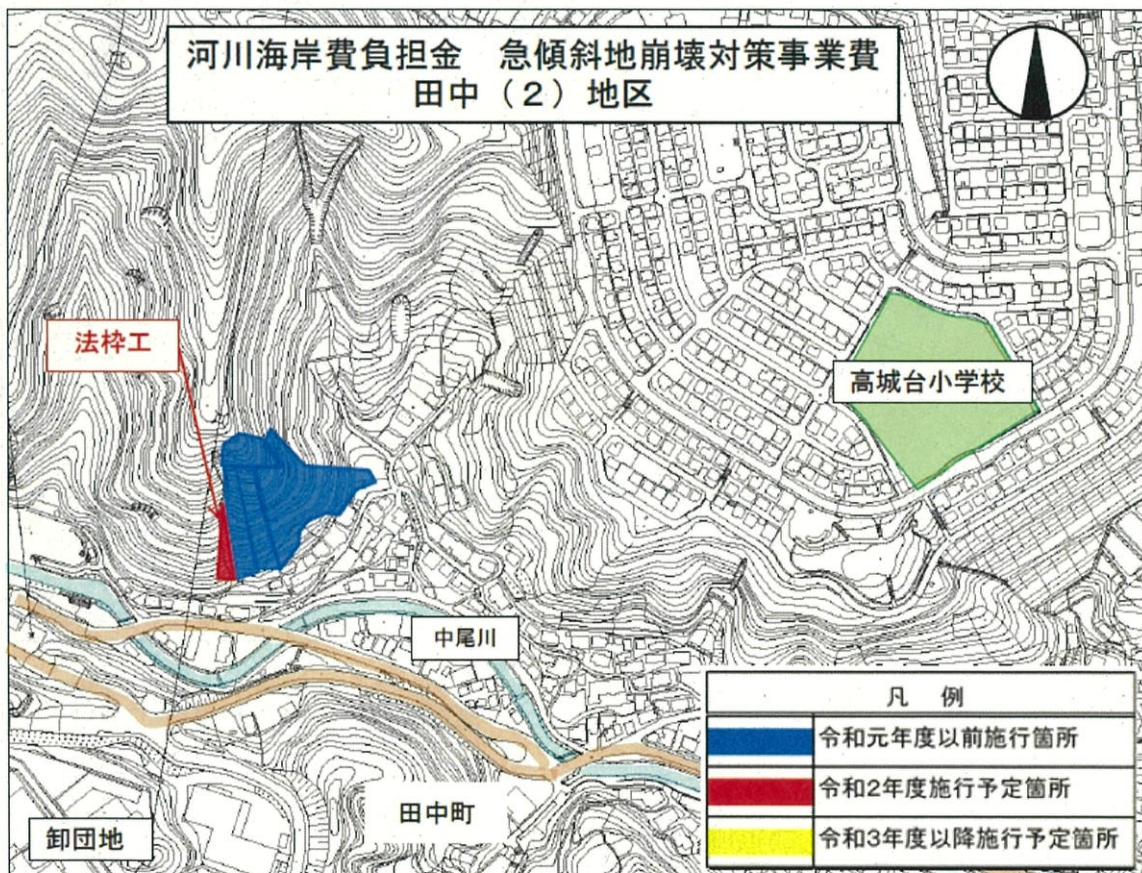 河川海岸費負担金　急傾斜地崩壊対策事業費
田中（２）地区
法枠工
高城台小学校
中尾川
田中町
卸団地
凡　例
令和元年度以前施行箇所
令和2年度施行予定箇所
令和3年度以降施行予定箇所